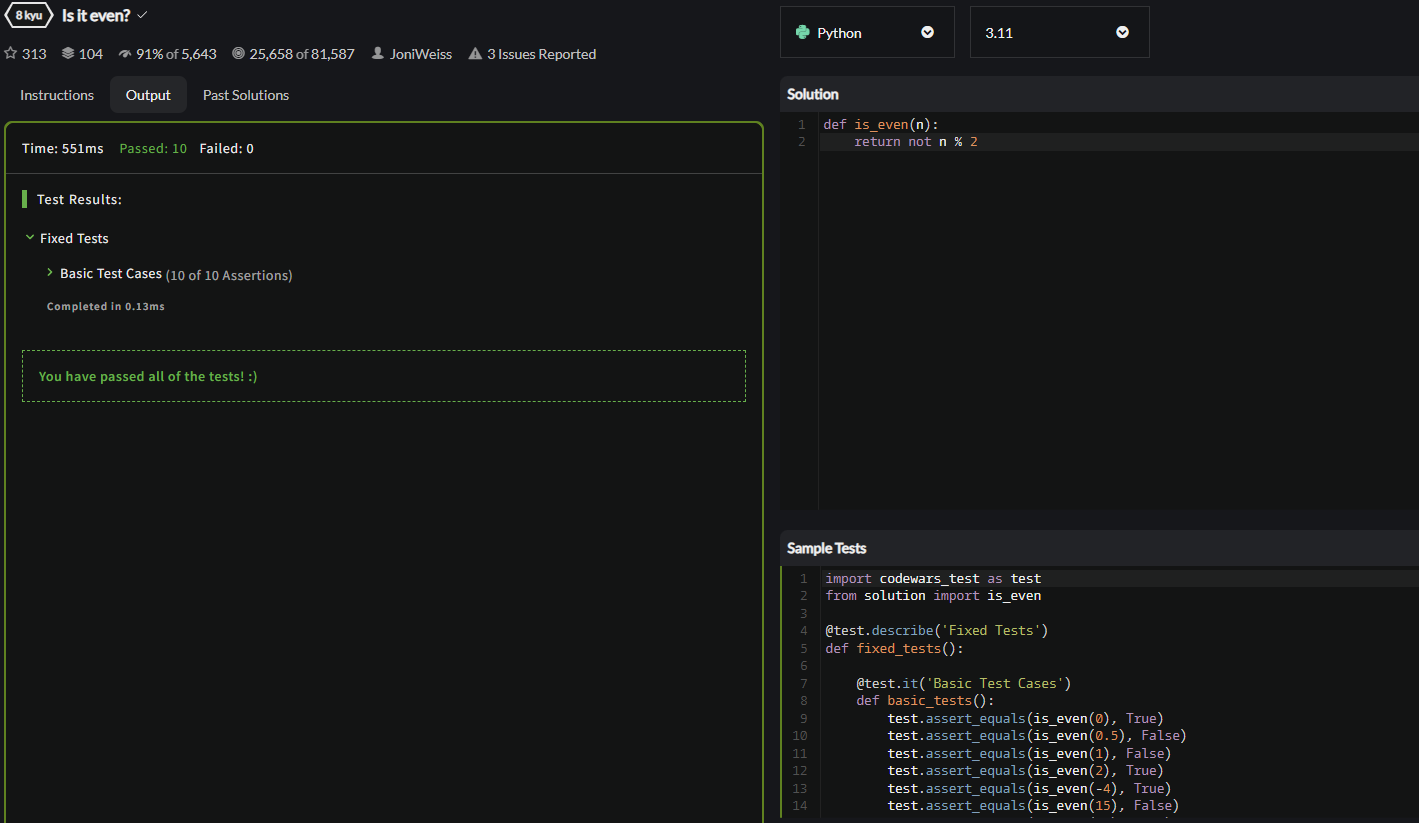 8 kyu Is it even?
313 104 91% of 5,643 25,658 of 81,587 JoniWeiss 3 Issues Reported
Instructions Output Past Solutions
Time: 551ms Passed: 10 Failed: 0
Test Results:
Fixed Tests
Basic Test Cases (10 of 10 Assertions)
Completed in 0.13ms
You have passed all of the tests! :)
Python 3.11
Solution
1 def is_even(n):
2     return not n % 2
Sample Tests
1 import codewars_test as test
2 from solution import is_even
3
4 @test.describe('Fixed Tests')
5 def fixed_tests():
6
7     @test.it('Basic Test Cases')
8     def basic_tests():
9         test.assert_equals(is_even(0), True)
10         test.assert_equals(is_even(0.5), False)
11         test.assert_equals(is_even(1), False)
12         test.assert_equals(is_even(2), True)
13         test.assert_equals(is_even(-4), True)
14         test.assert_equals(is_even(15), False)